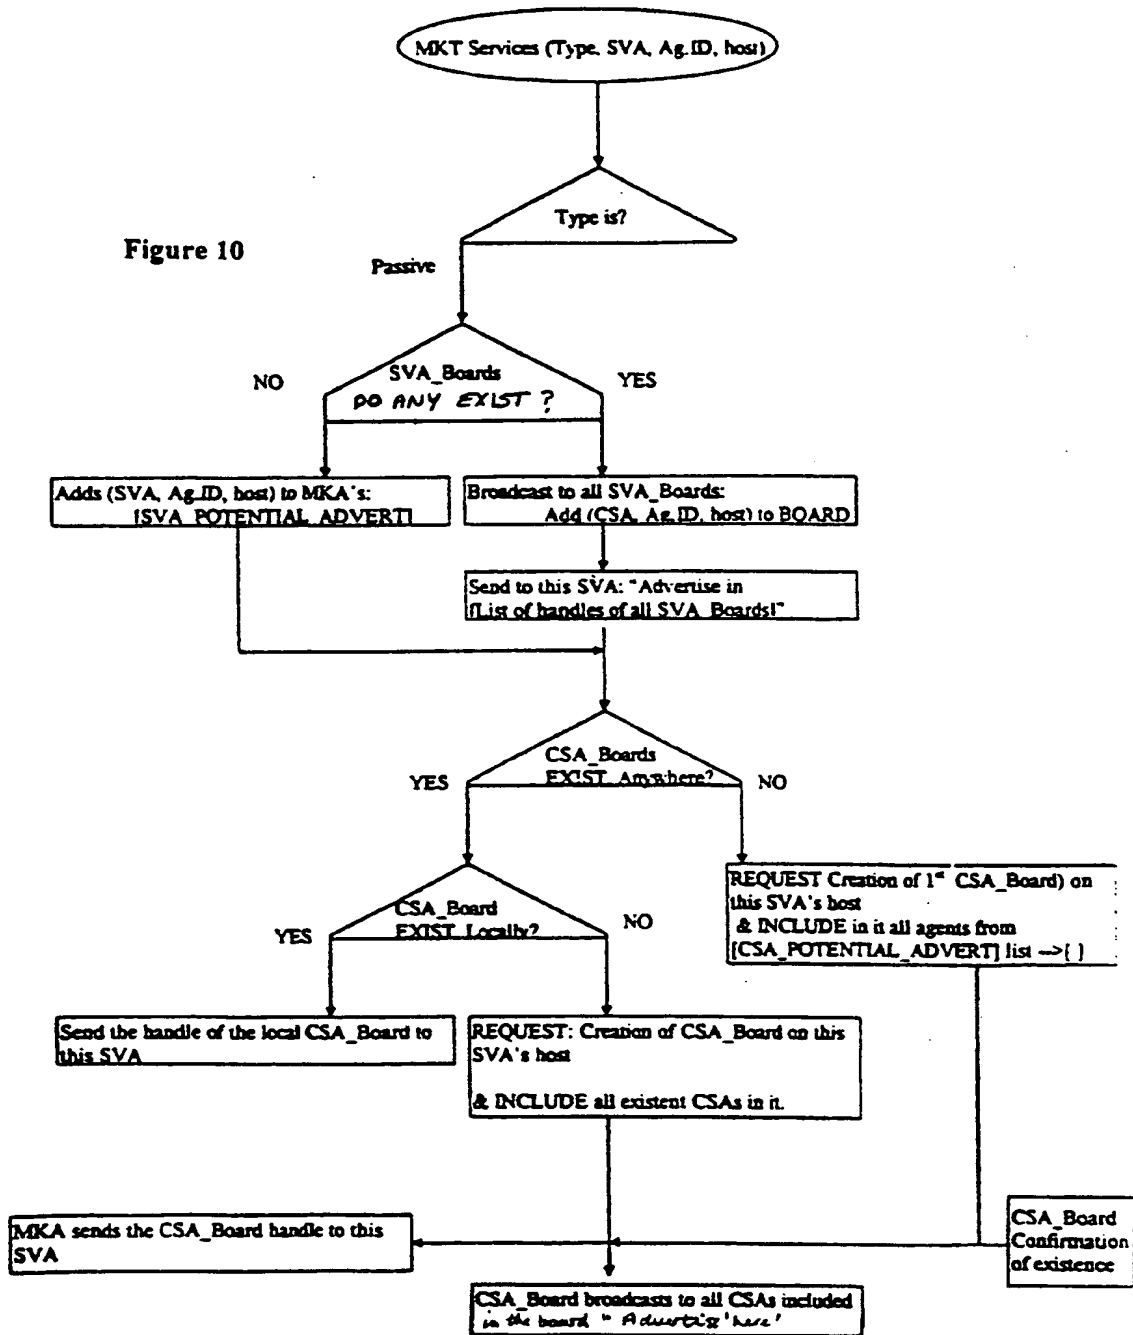 MKT Services (Type, SVA, Ag.ID, host)
Type is?
Figure 10
Passive
SVA_Boards
DO ANY EXIST ?
NO
YES
Adds (SVA, Ag.ID, host) to MKA's:
[SVA_POTENTIAL_ADVERT]
Broadcast to all SVA_Boards:
Add (CSA, Ag.ID, host) to BOARD
Send to this SVA: "Advertise in
[List of handles of all SVA_Boards]"
CSA_Boards
EXIST Anywhere?
YES
NO
CSA_Board
EXIST Locally?
YES
NO
REQUEST Creation of 1st CSA_Board) on
this SVA's host
& INCLUDE in it all agents from
[CSA_POTENTIAL_ADVERT] list -->[ ]
Send the handle of the local CSA_Board to
this SVA
REQUEST: Creation of CSA_Board on this
SVA's host
& INCLUDE all existent CSAs in it.
MKA sends the CSA_Board handle to this
SVA
CSA_Board
Confirmation
of existence
CSA_Board broadcasts to all CSAs included
in the board " Advertise 'here'